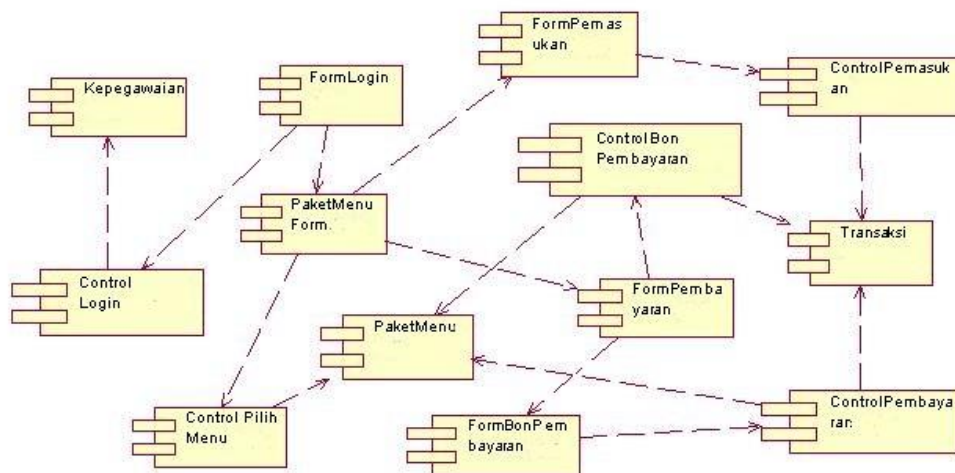 FormPemas
ukan
ControlPemasuk
an
Kepegawaian
FormLogin
ControlBon
Pembayaran
PaketMenu
Form.
Transaksi
Control
Login
FormPemba
yaran
PaketMenu
Control Pilih
Menu
FormBonPem
bayaran
ControlPembaya
ran